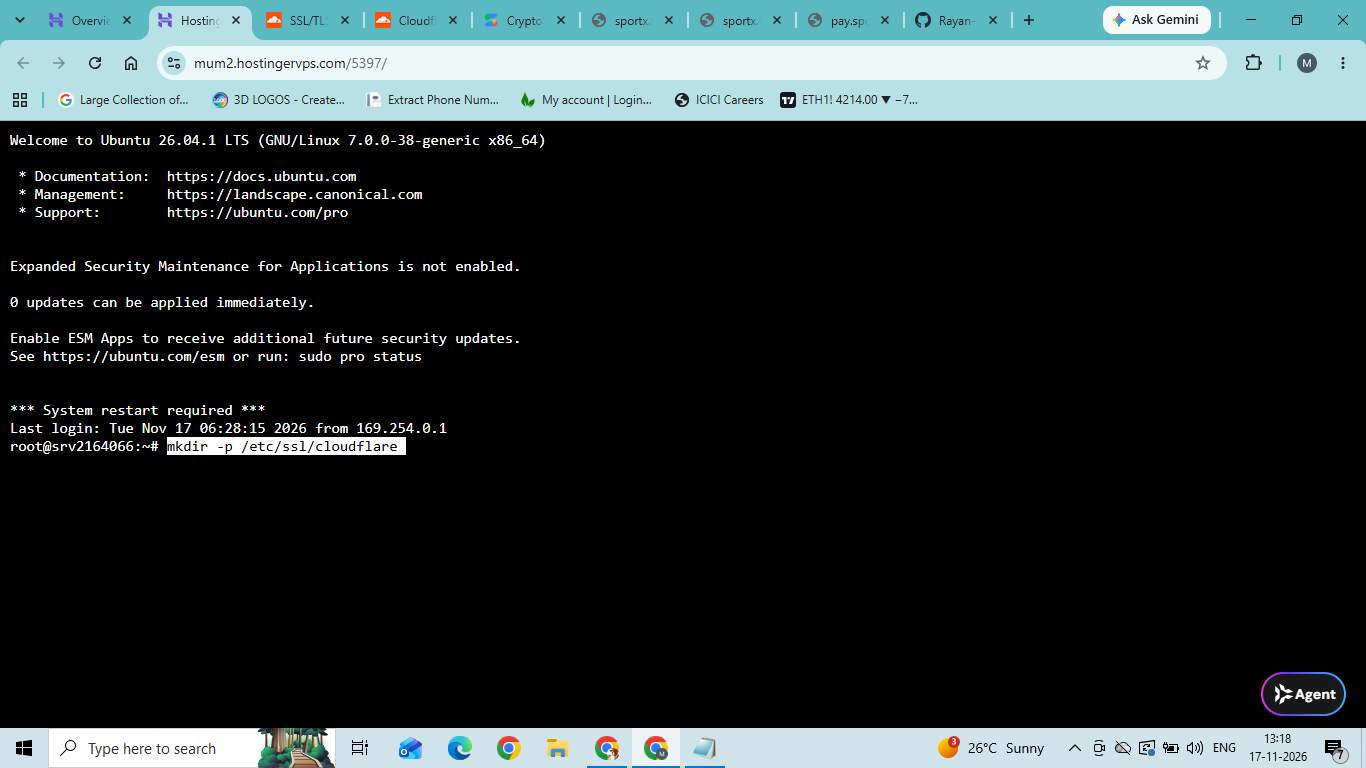 Overvi
Hosting
SSL/TLS
Cloudfl
Crypto
sportx.
sportx.
pay.spo
Rayan-
Ask Gemini
mum2.hostingervps.com/5397/
M
Large Collection of...
3D LOGOS - Create...
Extract Phone Num...
My account | Login...
ICICI Careers
ETH1! 4214.00 ▼ −7...
Welcome to Ubuntu 26.04.1 LTS (GNU/Linux 7.0.0-38-generic x86_64)
* Documentation: https://docs.ubuntu.com
* Management: https://landscape.canonical.com
* Support: https://ubuntu.com/pro
Expanded Security Maintenance for Applications is not enabled.
0 updates can be applied immediately.
Enable ESM Apps to receive additional future security updates.
See https://ubuntu.com/esm or run: sudo pro status
*** System restart required ***
Last login: Tue Nov 17 06:28:15 2026 from 169.254.0.1
root@srv2164066:~# mkdir -p /etc/ssl/cloudflare
Agent
Type here to search
3
26°C Sunny
ENG
13:18
17-11-2026
7